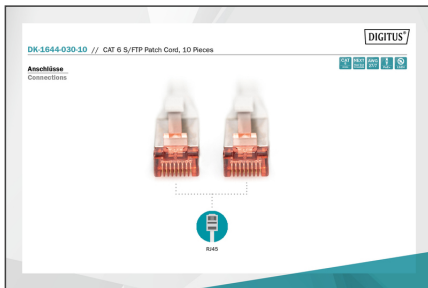 DIGITUS®
DK-1644-030-10 // CAT 6 S/FTP Patch Cord, 10 Pieces
Anschlüsse
Connections
RJ45